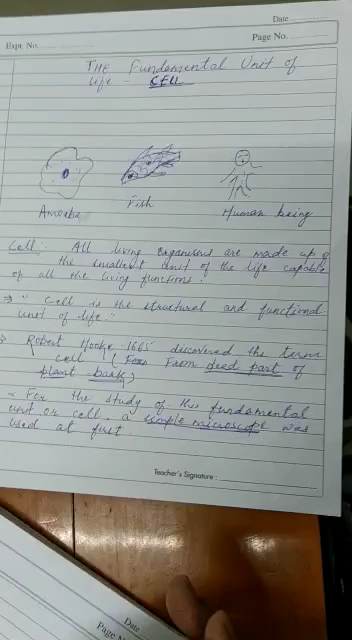 Date
Expt. No.
Page No.
THE Fundamental Unit of
life - CELL
Amoeba
Fish
Human being
Cell:- All living organisms are made up of
the smallest unit of the life capable
of all the living functions.
⇒ "Cell is the structural and functional
unit of life"
⇒ Robert Hooke 1665 discovered the term
cell ( From dead part of
plant bark)
- For the study of this fundamental
unit or cell a simple microscope was
used at first
Teacher's Signature :
Date
Page No